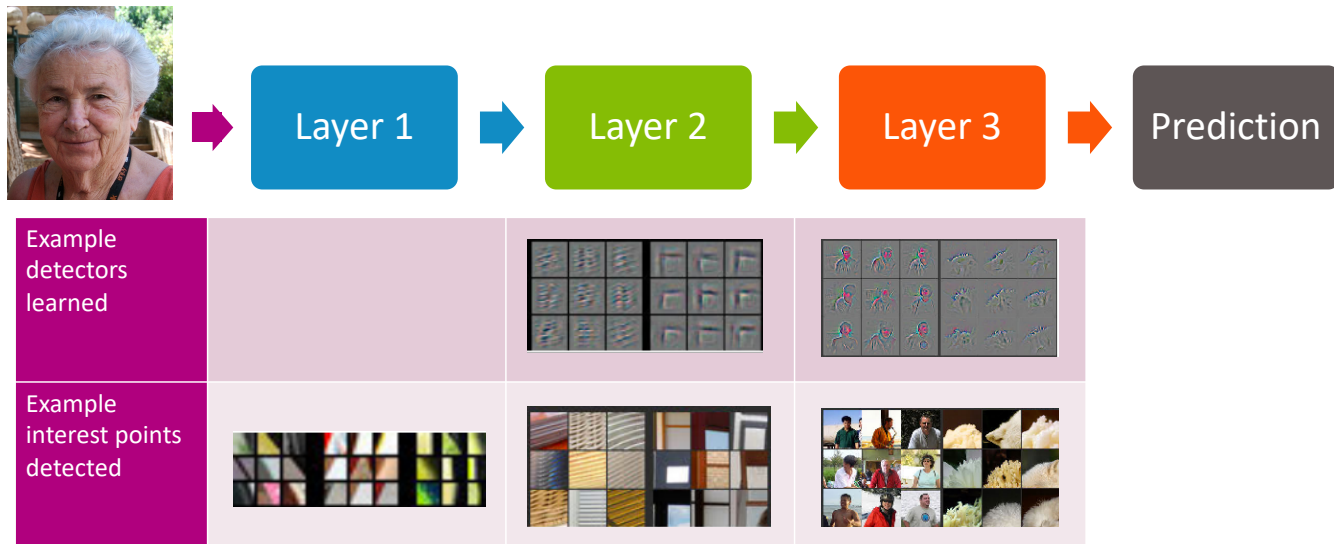 Layer 1
Layer 2
Layer 3
Prediction
Example
detectors
learned
Example
interest points
detected